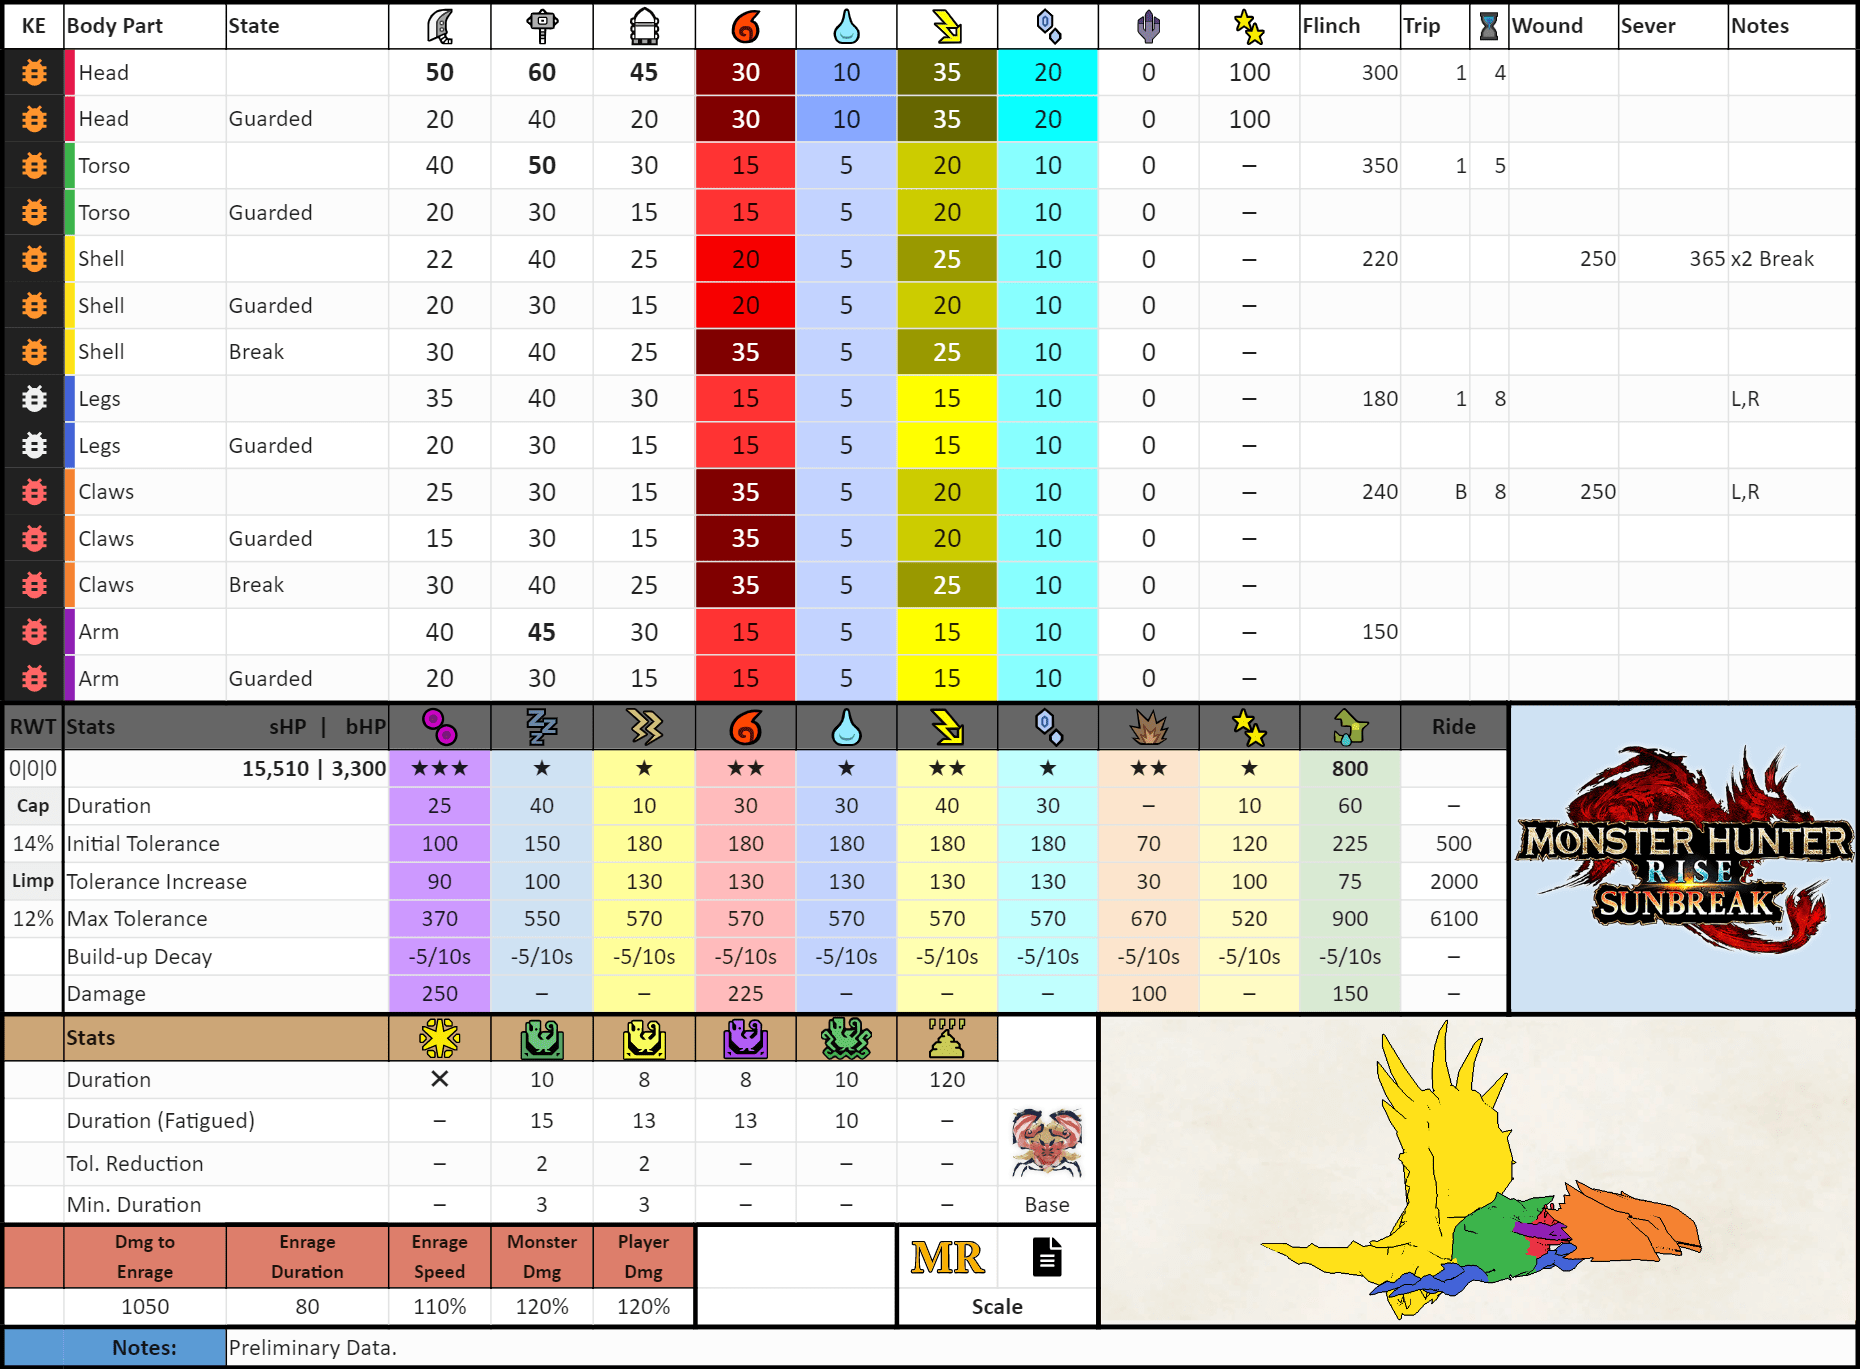 KE Body Part State Flinch Trip Wound Sever Notes
Head 50 60 45 30 10 35 20 0 100 300 1 4
Head Guarded 20 40 20 30 10 35 20 0 100
Torso 40 50 30 15 5 20 10 0 – 350 1 5
Torso Guarded 20 30 15 15 5 20 10 0 –
Shell 22 40 25 20 5 25 10 0 – 220 250 365 x2 Break
Shell Guarded 20 30 15 20 5 20 10 0 –
Shell Break 30 40 25 35 5 25 10 0 –
Legs 35 40 30 15 5 15 10 0 – 180 1 8 L,R
Legs Guarded 20 30 15 15 5 15 10 0 –
Claws 25 30 15 35 5 20 10 0 – 240 B 8 250 L,R
Claws Guarded 15 30 15 35 5 20 10 0 –
Claws Break 30 40 25 35 5 25 10 0 –
Arm 40 45 30 15 5 15 10 0 – 150
Arm Guarded 20 30 15 15 5 15 10 0 –
RWT Stats sHP | bHP Ride
0|0|0 15,510 | 3,300 ★★★ ★ ★ ★★ ★ ★★ ★ ★★ ★ 800
Cap Duration 25 40 10 30 30 40 30 – 10 60 –
14% Initial Tolerance 100 150 180 180 180 180 180 70 120 225 500
Limp Tolerance Increase 90 100 130 130 130 130 130 30 100 75 2000
12% Max Tolerance 370 550 570 570 570 570 570 670 520 900 6100
Build-up Decay -5/10s -5/10s -5/10s -5/10s -5/10s -5/10s -5/10s -5/10s -5/10s -5/10s –
Damage 250 – – 225 – – – 100 – 150 –
MONSTER HUNTER
RISE
SUNBREAK
™
Stats
Duration ✕ 10 8 8 10 120
Duration (Fatigued) – 15 13 13 10 –
Tol. Reduction – 2 2 – – –
Min. Duration – 3 3 – – – Base
Dmg to Enrage Enrage Duration Enrage Speed Monster Dmg Player Dmg MR
1050 80 110% 120% 120% Scale
Notes: Preliminary Data.